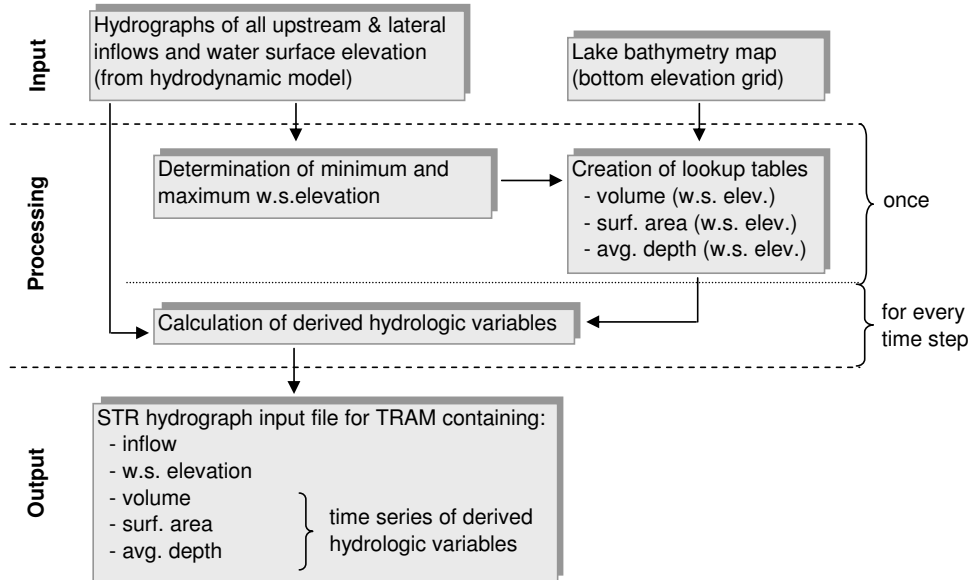 Input
Hydrographs of all upstream & lateral
inflows and water surface elevation
(from hydrodynamic model)
Lake bathymetry map
(bottom elevation grid)
Processing
Determination of minimum and
maximum w.s.elevation
Creation of lookup tables
- volume (w.s. elev.)
- surf. area (w.s. elev.)
- avg. depth (w.s. elev.)
once
Calculation of derived hydrologic variables
for every
time step
Output
STR hydrograph input file for TRAM containing:
- inflow
- w.s. elevation
- volume
- surf. area
- avg. depth
time series of derived
hydrologic variables